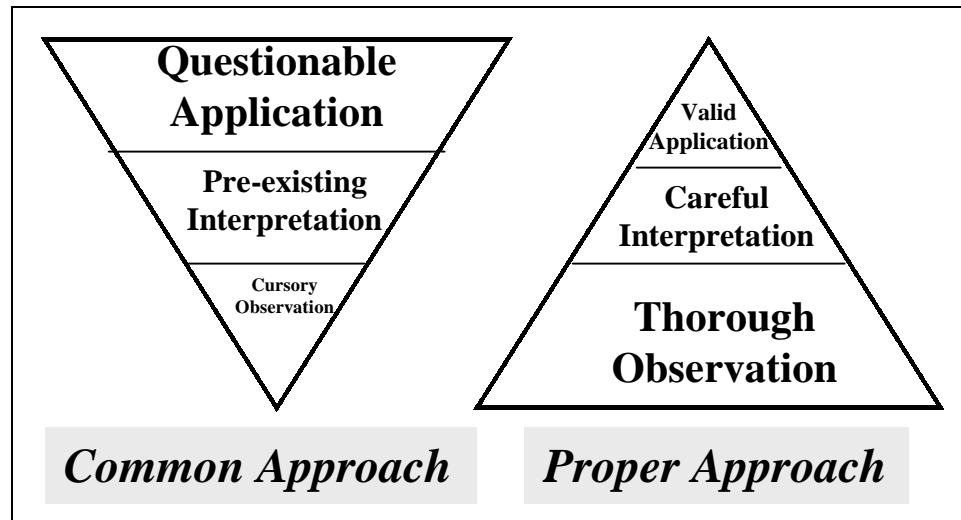 Questionable
Application
Pre-existing
Interpretation
Cursory
Observation
Common Approach
Valid
Application
Careful
Interpretation
Thorough
Observation
Proper Approach